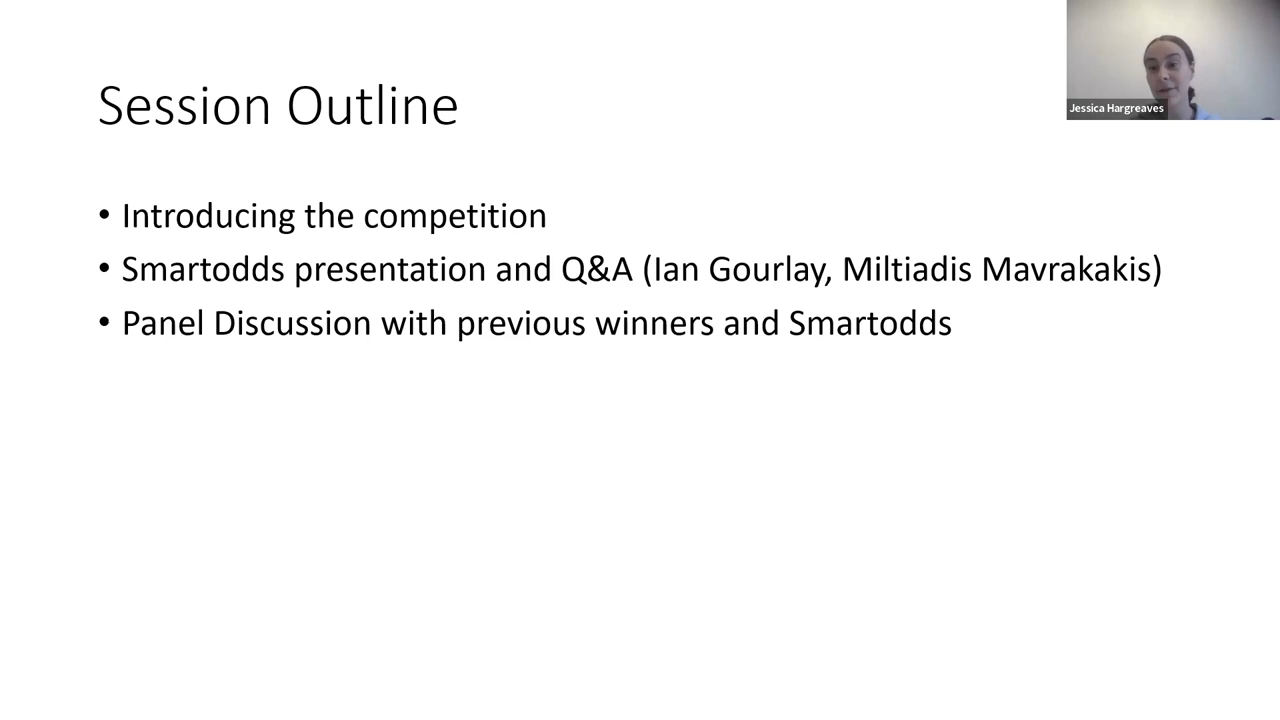 Session Outline
Jessica Hargreaves
• Introducing the competition
• Smartodds presentation and Q&A (Ian Gourlay, Miltiadis Mavrakakis)
• Panel Discussion with previous winners and Smartodds